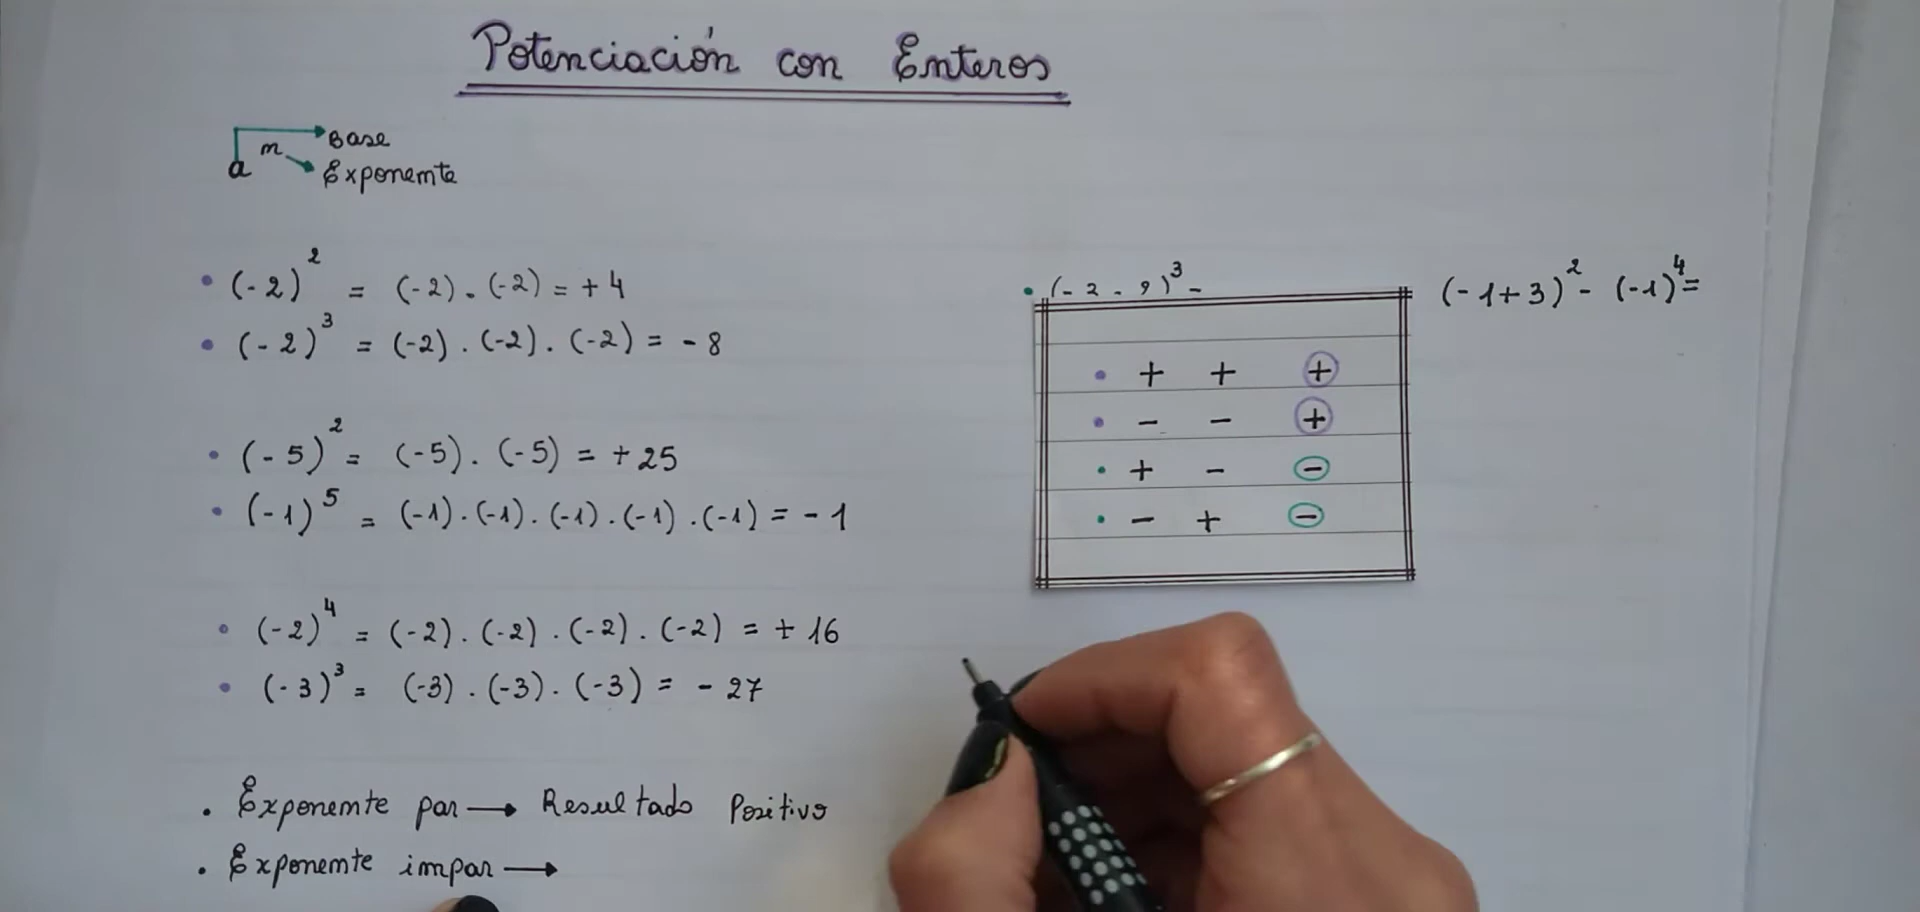 Potenciación con Enteros
Base
a^n
Exponente
• (-2)^2 = (-2) . (-2) = +4
• (-2)^3 = (-2) . (-2) . (-2) = -8
• (-5)^2 = (-5) . (-5) = +25
• (-1)^5 = (-1) . (-1) . (-1) . (-1) . (-1) = -1
• (-2)^4 = (-2) . (-2) . (-2) . (-2) = +16
• (-3)^3 = (-3) . (-3) . (-3) = -27
. Exponente par → Resultado Positivo
. Exponente impar →
(-1+3)^2 - (-1)^4 =
• + + +
• - - +
• + - -
• - + -